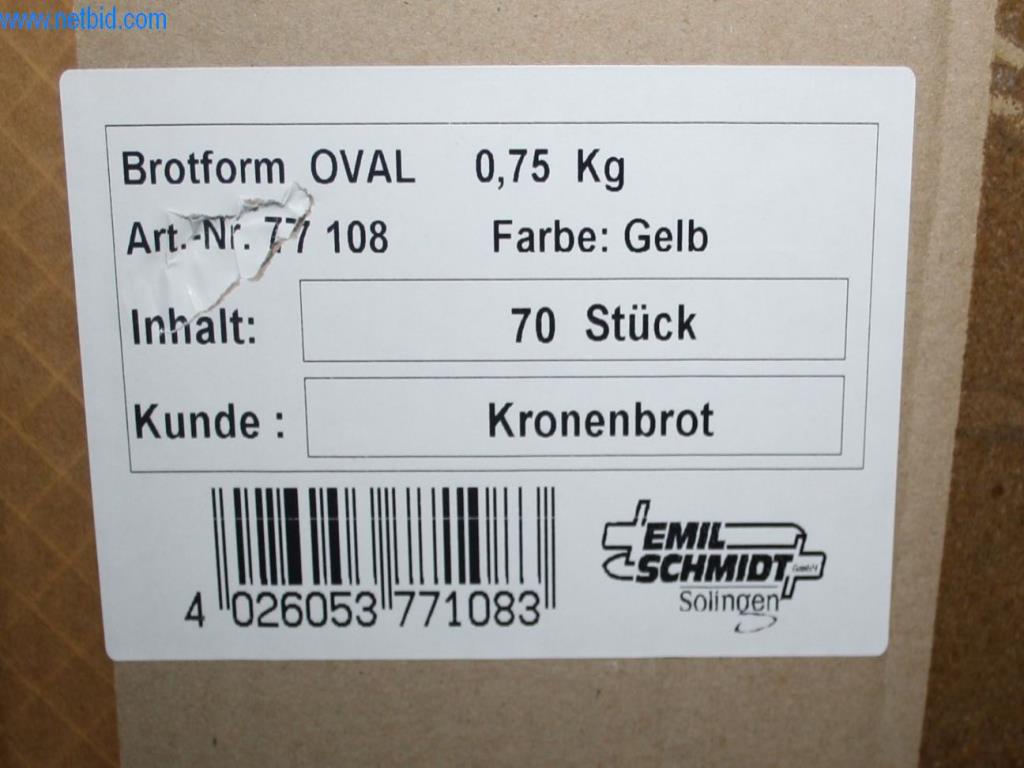 www.netbid.com
Brotform OVAL 0,75 Kg
Art.-Nr. 77 108 Farbe: Gelb
Inhalt: 70 Stück
Kunde : Kronenbrot
4 026053 771083
EMIL
SCHMIDT GmbH
Solingen